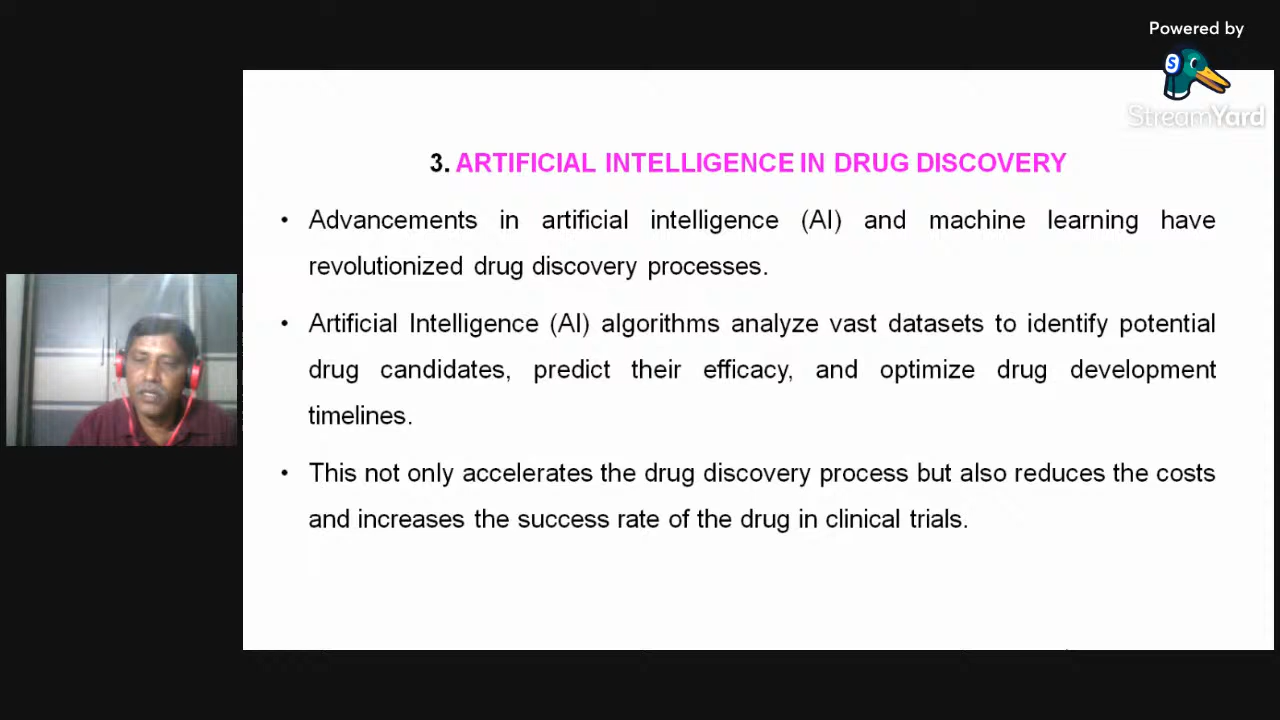 Powered by
StreamYard
3. ARTIFICIAL INTELLIGENCE IN DRUG DISCOVERY
• Advancements in artificial intelligence (AI) and machine learning have
revolutionized drug discovery processes.
• Artificial Intelligence (AI) algorithms analyze vast datasets to identify potential
drug candidates, predict their efficacy, and optimize drug development
timelines.
• This not only accelerates the drug discovery process but also reduces the costs
and increases the success rate of the drug in clinical trials.